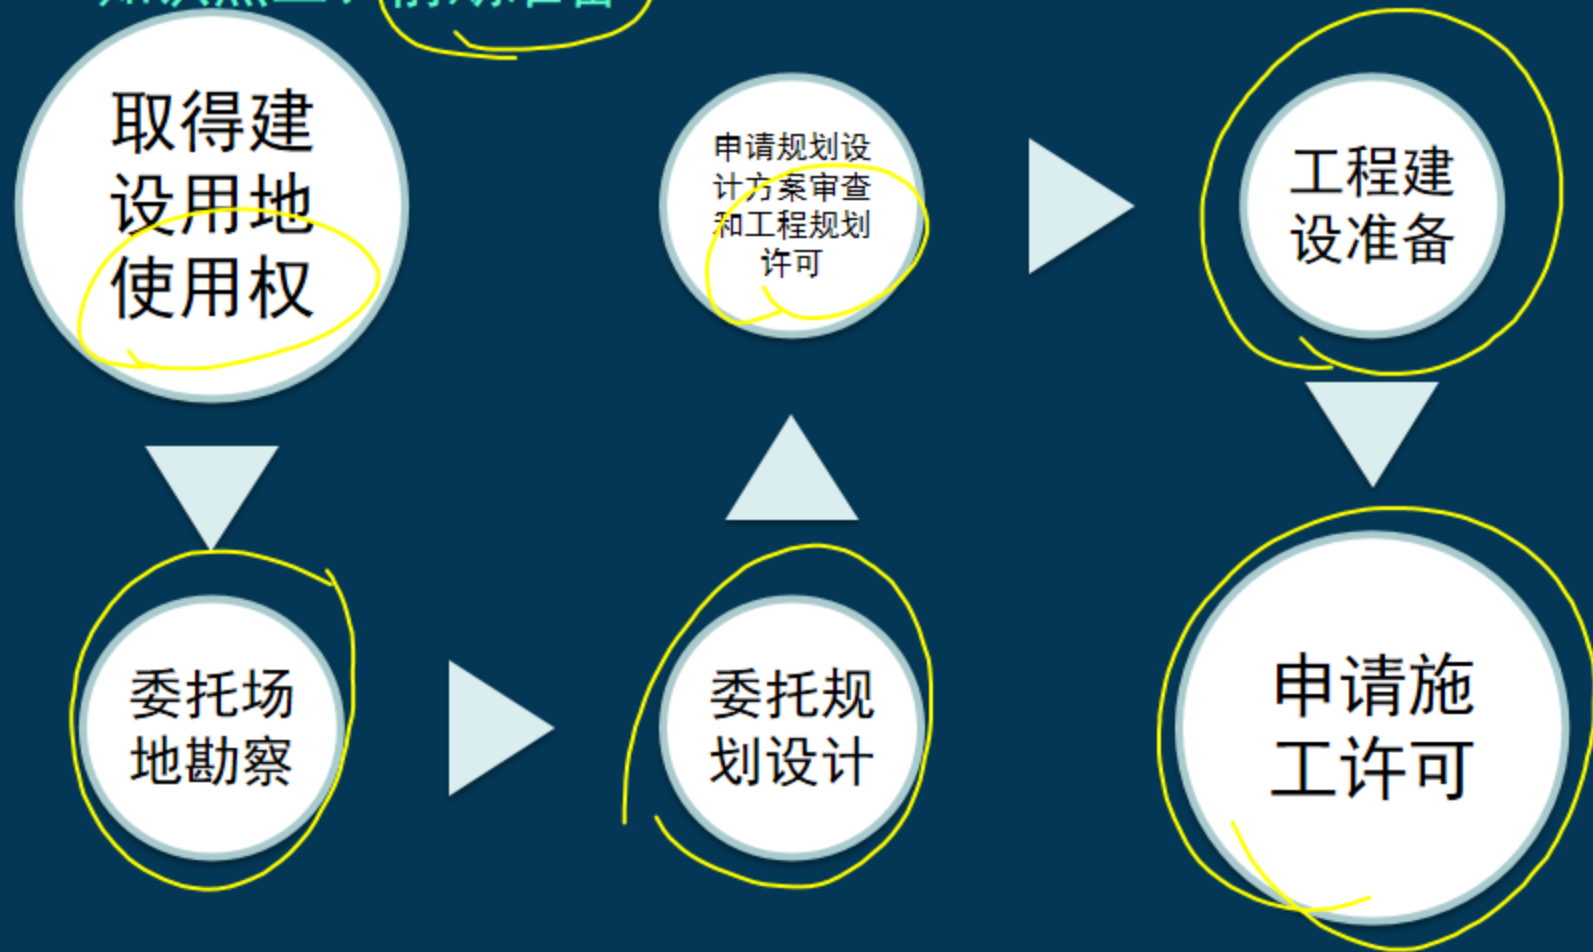 取得建
设用地
使用权
委托场
地勘察
委托规
划设计
申请规划设
计方案审查
和工程规划
许可
工程建
设准备
申请施
工许可